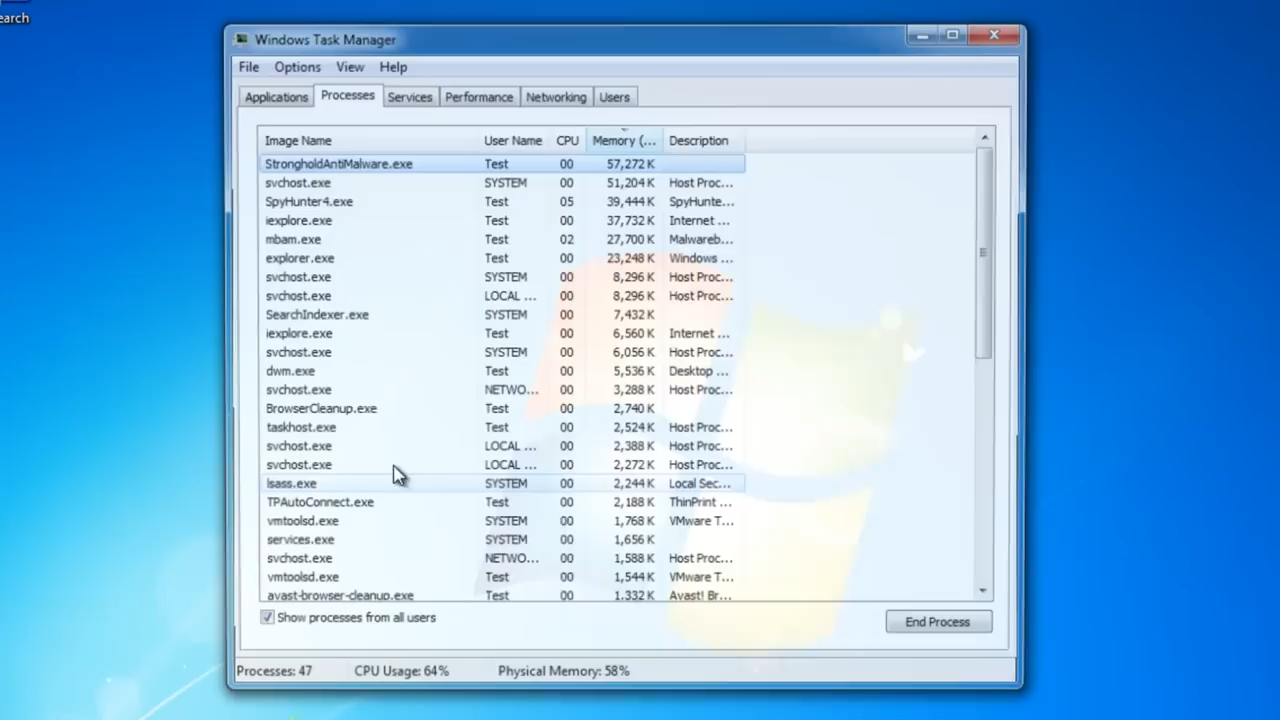 earch
Windows Task Manager
File Options View Help
Applications Processes Services Performance Networking Users
Image Name User Name CPU Memory (... Description
StrongholdAntiMalware.exe Test 00 57,272 K
svchost.exe SYSTEM 00 51,204 K Host Proc...
SpyHunter4.exe Test 05 39,444 K SpyHunte...
iexplore.exe Test 00 37,732 K Internet ...
mbam.exe Test 02 27,700 K Malwareb...
explorer.exe Test 00 23,248 K Windows ...
svchost.exe SYSTEM 00 8,296 K Host Proc...
svchost.exe LOCAL ... 00 8,296 K Host Proc...
SearchIndexer.exe SYSTEM 00 7,432 K
iexplore.exe Test 00 6,560 K Internet ...
svchost.exe SYSTEM 00 6,056 K Host Proc...
dwm.exe Test 00 5,536 K Desktop ...
svchost.exe NETWO... 00 3,288 K Host Proc...
BrowserCleanup.exe Test 00 2,740 K
taskhost.exe Test 00 2,524 K Host Proc...
svchost.exe LOCAL ... 00 2,388 K Host Proc...
svchost.exe LOCAL ... 00 2,272 K Host Proc...
lsass.exe SYSTEM 00 2,244 K Local Sec...
TPAutoConnect.exe Test 00 2,188 K ThinPrint ...
vmtoolsd.exe SYSTEM 00 1,768 K VMware T...
services.exe SYSTEM 00 1,656 K
svchost.exe NETWO... 00 1,588 K Host Proc...
vmtoolsd.exe Test 00 1,544 K VMware T...
avast-browser-cleanup.exe Test 00 1,332 K Avast! Br...
Show processes from all users End Process
Processes: 47 CPU Usage: 64% Physical Memory: 58%